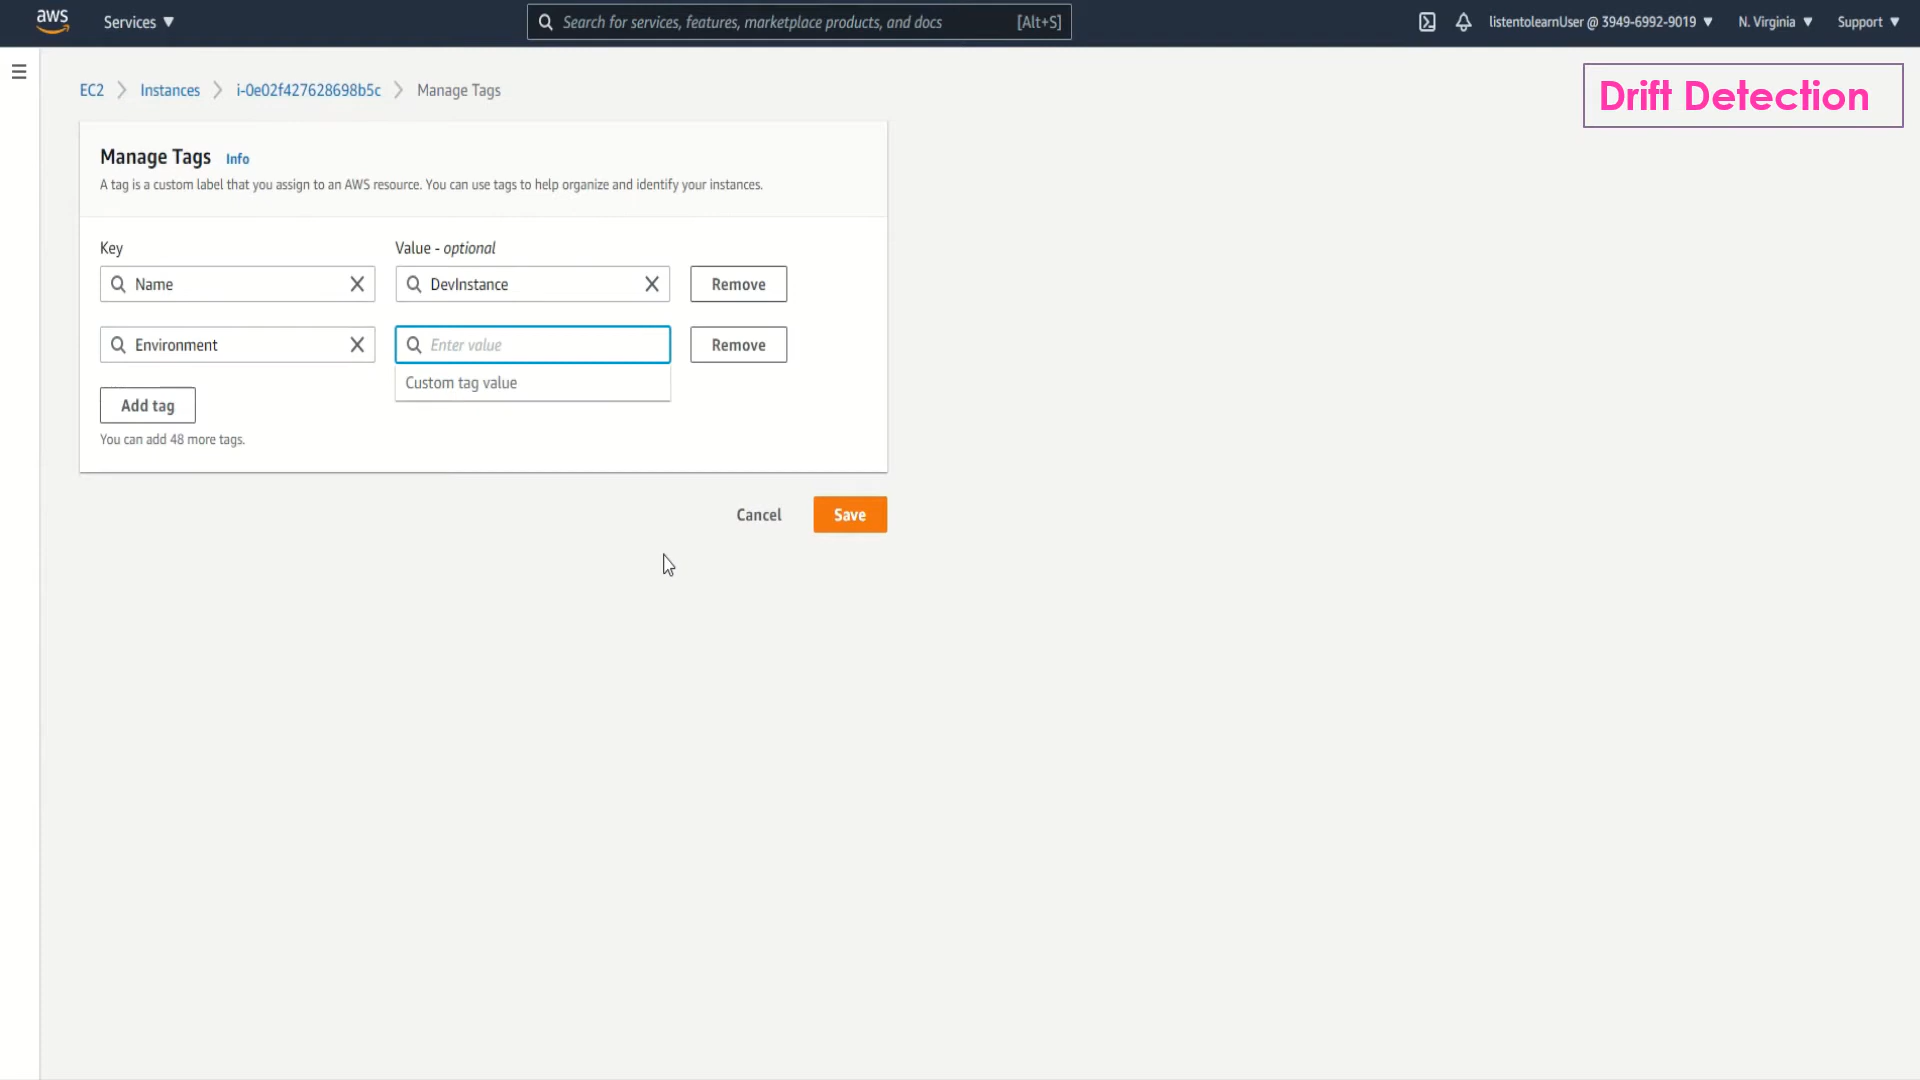 aws Services ▼ Search for services, features, marketplace products, and docs [Alt+S] listentolearnUser @ 3949-6992-9019 ▼ N. Virginia ▼ Support ▼
EC2 > Instances > i-0e02f427628698b5c > Manage Tags
Drift Detection
Manage Tags Info
A tag is a custom label that you assign to an AWS resource. You can use tags to help organize and identify your instances.
Key Value - optional
Name DevInstance Remove
Environment Enter value Remove
Custom tag value
Add tag
You can add 48 more tags.
Cancel Save